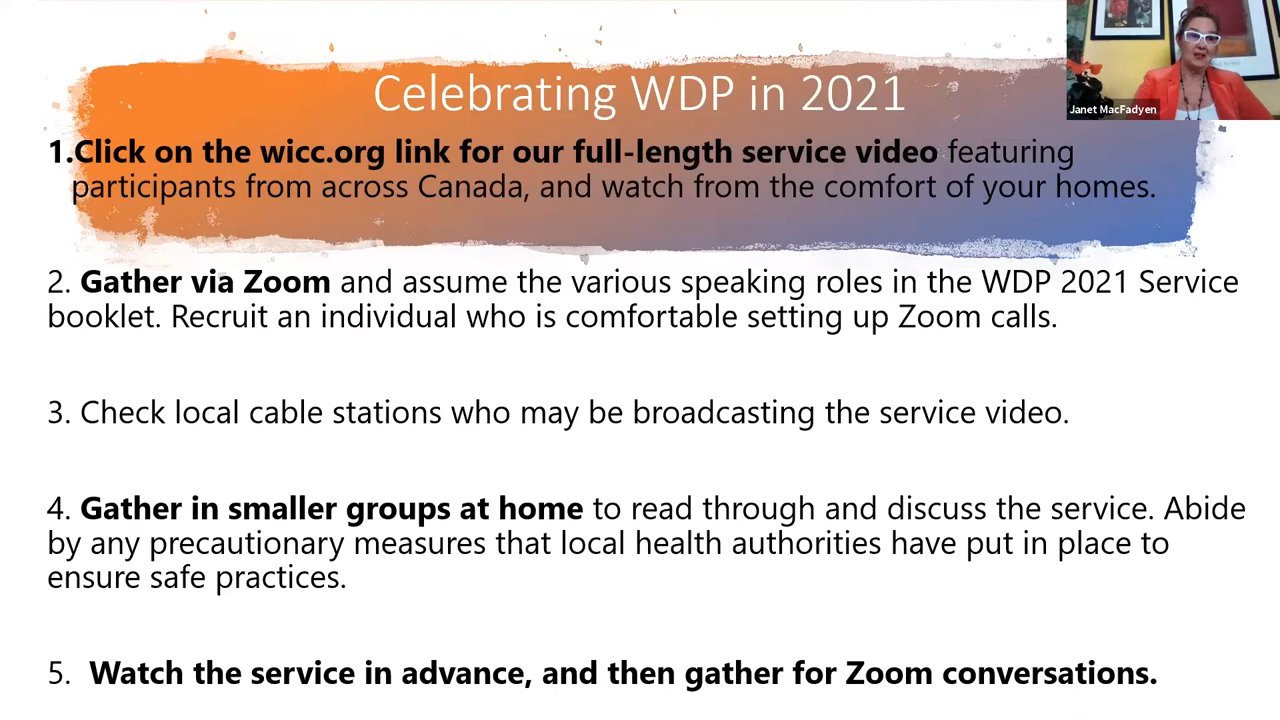 Celebrating WDP in 2021
Janet MacFadyen
1.Click on the wicc.org link for our full-length service video featuring
participants from across Canada, and watch from the comfort of your homes.
2. Gather via Zoom and assume the various speaking roles in the WDP 2021 Service
booklet. Recruit an individual who is comfortable setting up Zoom calls.
3. Check local cable stations who may be broadcasting the service video.
4. Gather in smaller groups at home to read through and discuss the service. Abide
by any precautionary measures that local health authorities have put in place to
ensure safe practices.
5. Watch the service in advance, and then gather for Zoom conversations.